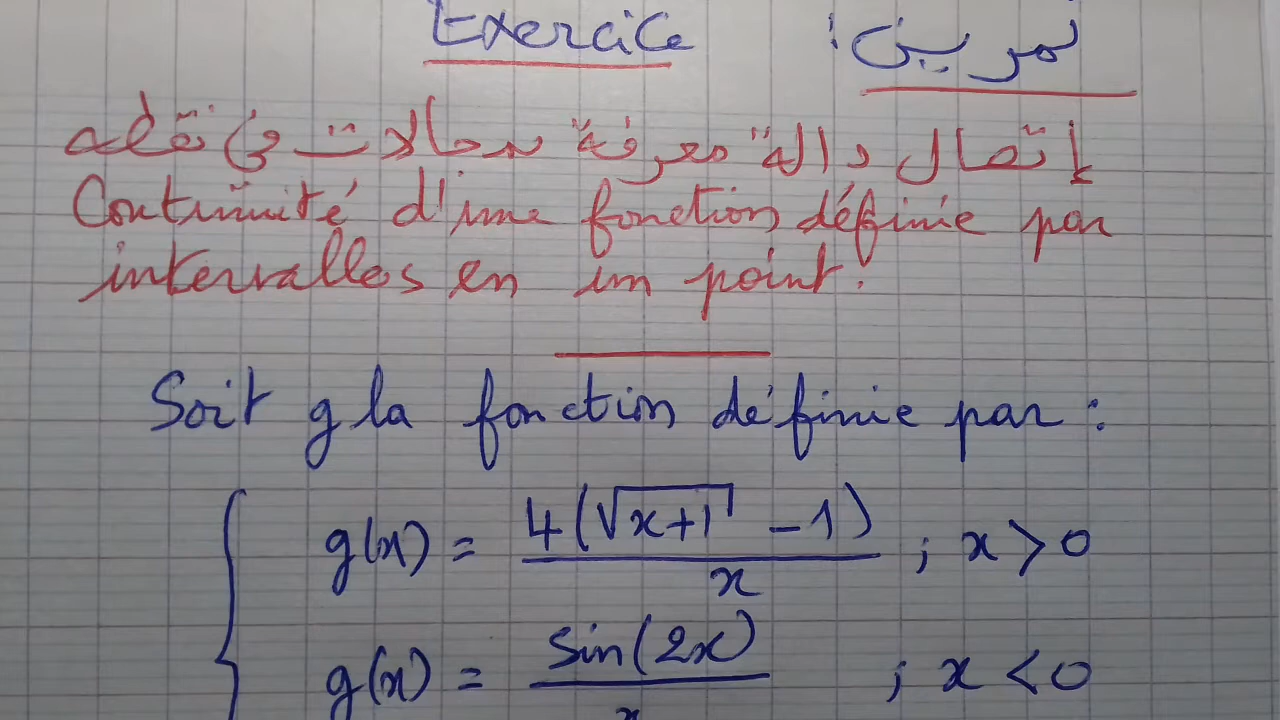 Exercice تمرين :
إتصال دالة معرفة بمجالات في نقطة
Continuité d'une fonction définie par
intervalles en un point.
Soit g la fonction définie par :
g(x) = 4(√x+1 - 1) / x ; x > 0
g(x) = sin(2x) / x ; x < 0